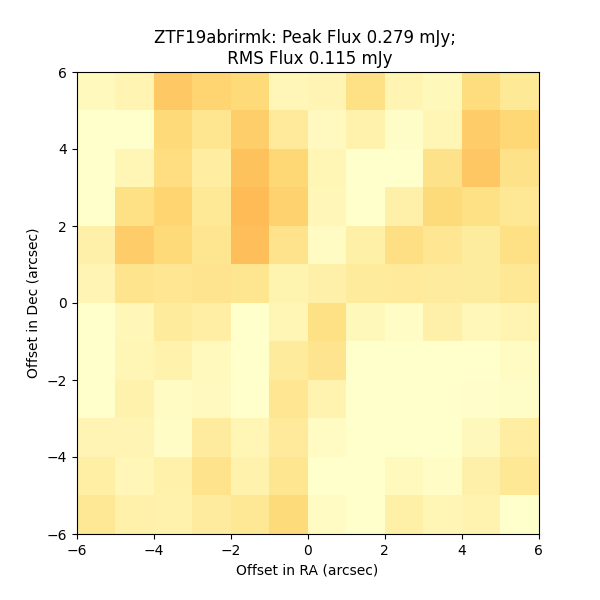 ZTF19abrirmk: Peak Flux 0.279 mJy;
RMS Flux 0.115 mJy
6
4
2
0
−2
−4
−6
Offset in Dec (arcsec)
−6 −4 −2 0 2 4 6
Offset in RA (arcsec)